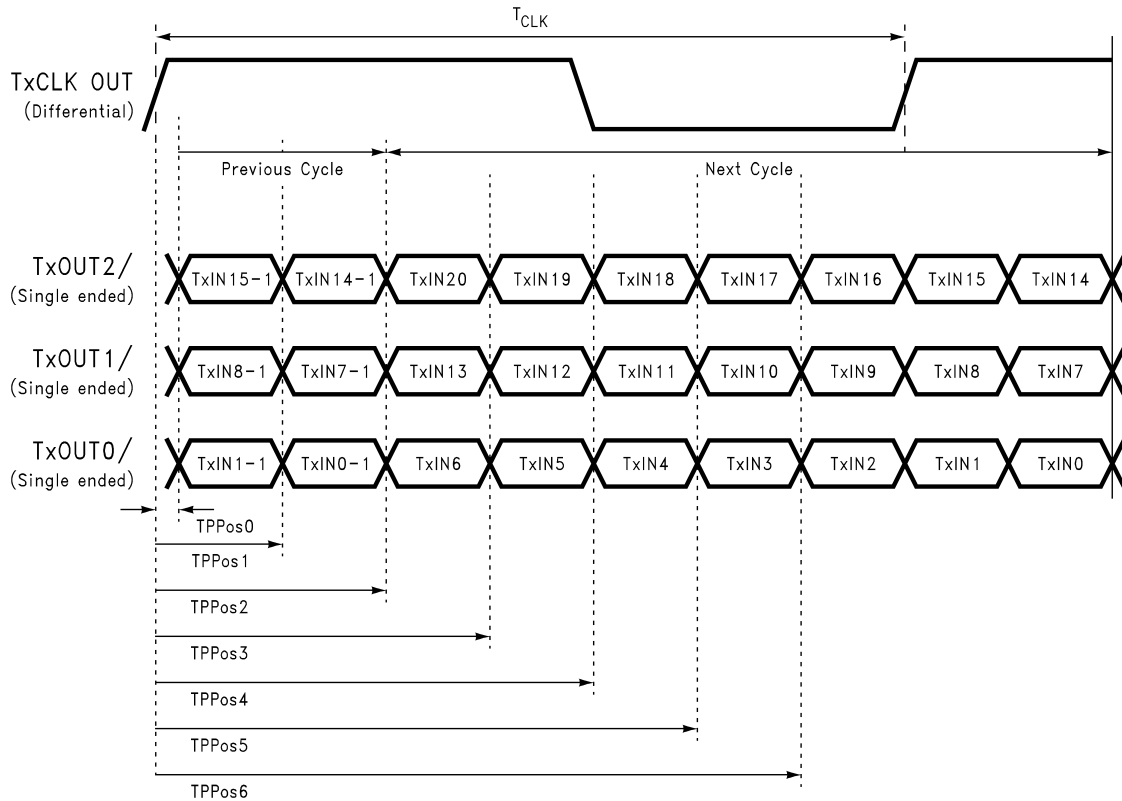 TCLK
TxCLK OUT
(Differential)
Previous Cycle
Next Cycle
TxOUT2/
(Single ended)
TxIN15-1 TxIN14-1 TxIN20 TxIN19 TxIN18 TxIN17 TxIN16 TxIN15 TxIN14
TxOUT1/
(Single ended)
TxIN8-1 TxIN7-1 TxIN13 TxIN12 TxIN11 TxIN10 TxIN9 TxIN8 TxIN7
TxOUT0/
(Single ended)
TxIN1-1 TxIN0-1 TxIN6 TxIN5 TxIN4 TxIN3 TxIN2 TxIN1 TxIN0
TPPos0
TPPos1
TPPos2
TPPos3
TPPos4
TPPos5
TPPos6